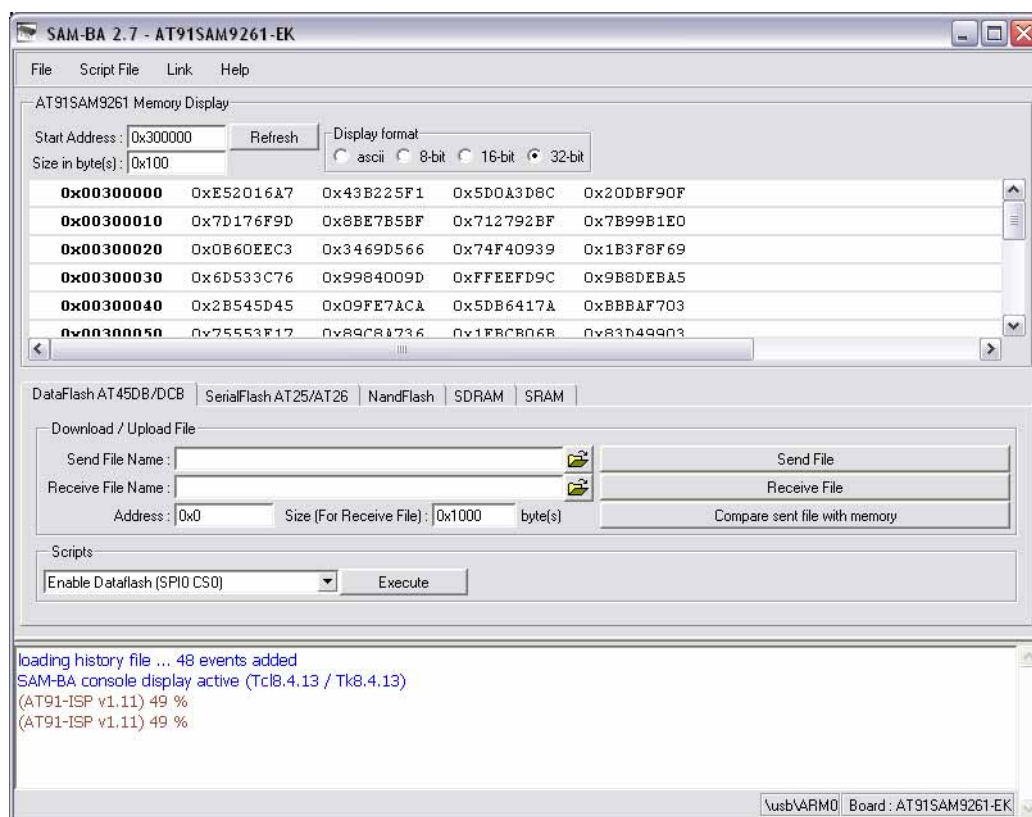 SAM-BA 2.7 - AT91SAM9261-EK
File Script File Link Help
AT91SAM9261 Memory Display
Start Address : 0x300000 Refresh Display format
Size in byte(s) : 0x100 ascii 8-bit 16-bit 32-bit
0x00300000 0xE52016A7 0x43B225F1 0x5D0A3D8C 0x20DBF90F
0x00300010 0x7D176F9D 0x8BE7B5BF 0x712792BF 0x7B99B1E0
0x00300020 0x0B60EEC3 0x3469D566 0x74F40939 0x1B3F8F69
0x00300030 0x6D533C76 0x9984009D 0xFFEEFD9C 0x9B8DEBA5
0x00300040 0x2B545D45 0x09FE7ACA 0x5DB6417A 0xBBBAF703
0x00300050 0x75553F17 0x89C8A736 0x1FBCB06B 0x83D49903
DataFlash AT45DB/DCB SerialFlash AT25/AT26 NandFlash SDRAM SRAM
Download / Upload File
Send File Name : Send File
Receive File Name : Receive File
Address : 0x0 Size (For Receive File) : 0x1000 byte(s) Compare sent file with memory
Scripts
Enable Dataflash (SPI0 CS0) Execute
loading history file ... 48 events added
SAM-BA console display active (Tcl8.4.13 / Tk8.4.13)
(AT91-ISP v1.11) 49 %
(AT91-ISP v1.11) 49 %
\usb\ARM0 Board : AT91SAM9261-EK